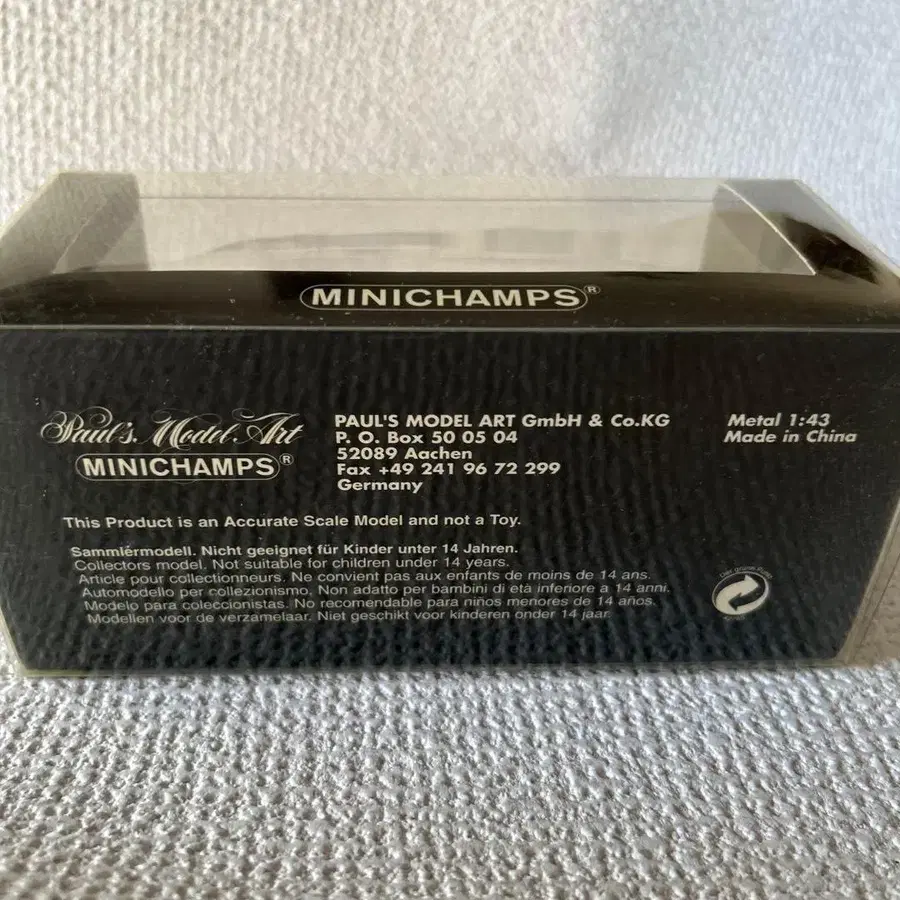 MINICHAMPS®
Paul's Model Art
MINICHAMPS®
PAUL'S MODEL ART GmbH & Co.KG
P. O. Box 50 05 04
52089 Aachen
Fax +49 241 96 72 299
Germany
Metal 1:43
Made in China
This Product is an Accurate Scale Model and not a Toy.
Sammlermodell. Nicht geeignet für Kinder unter 14 Jahren.
Collectors model. Not suitable for children under 14 years.
Article pour collectionneurs. Ne convient pas aux enfants de moins de 14 ans.
Automodello per collezionismo, Non adatto per bambini di età inferiore a 14 anni.
Modelo para coleccionistas. No recomendable para niños menores de 14 años.
Modellen voor de verzamelaar. Niet geschikt voor kinderen onder 14 jaar.
Der grüne Punkt